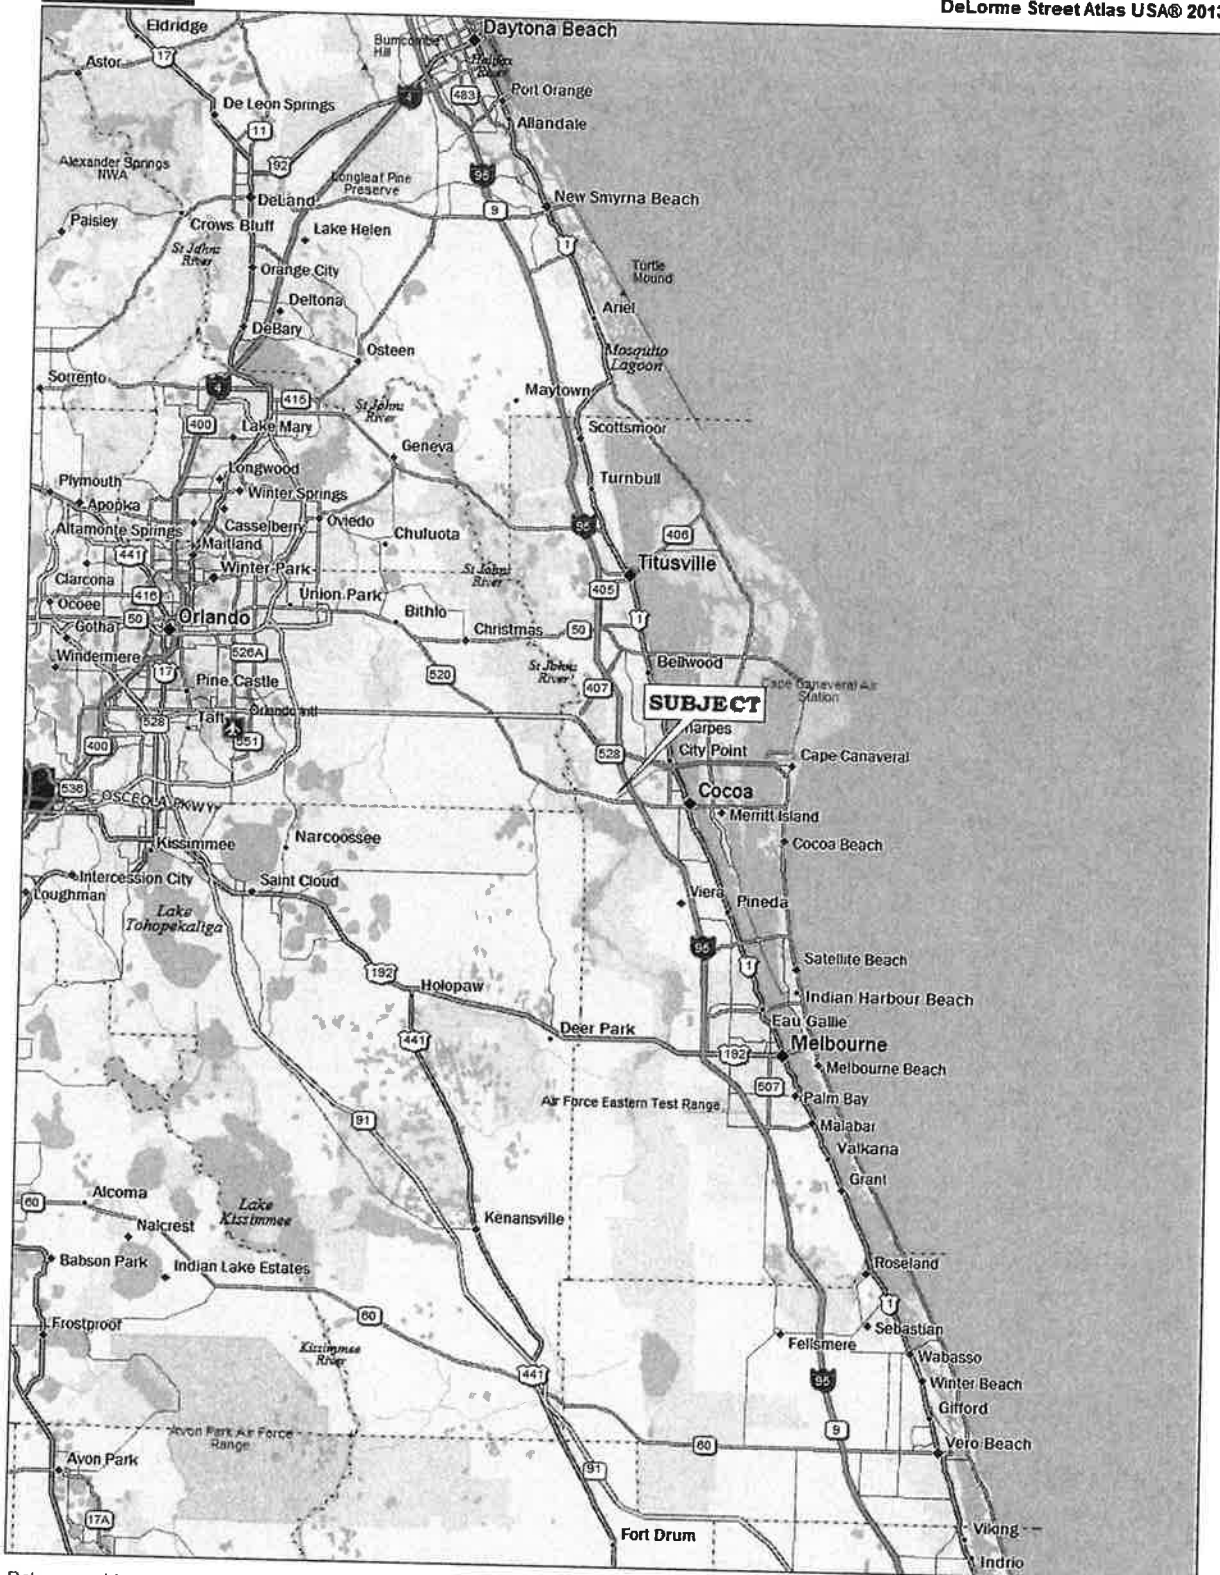 DeLorme Street Atlas USA® 2013
Eldridge
Daytona Beach
Buncombe
Hill
17
Halifax
River
Astor
4
483
Port Orange
De Leon Springs
Allandale
11
92
Alexander Springs
NWA
Longleaf Pine
Preserve
95
DeLand
9
New Smyrna Beach
Paisley
Crows Bluff
Lake Helen
St Johns
River
1
Orange City
Turtle
Mound
Deltona
Ariel
DeBary
Osteen
Mosquito
Lagoon
Sorrento
4
415
St Johns
River
Maytown
400
Lake Mary
Scottsmoor
Geneva
Longwood
Turnbull
Plymouth
Winter Springs
Apopka
Casselberry
Oviedo
95
406
Altamonte Springs
Chuluota
441
Maitland
Titusville
Clarcona
Winter Park
St Johns
River
405
416
Union Park
Ocoee
50
Orlando
Bithlo
1
Gotha
Christmas
50
526A
Windermere
17
St Johns
River
Bellwood
520
Pine Castle
407
Cape Canaveral Air
Station
SUBJECT
528
Taft
Orlando Intl
551
harpes
400
528
City Point
Cape Canaveral
536
OSCEOLA PKWY
Cocoa
Merritt Island
Kissimmee
Narcoossee
Cocoa Beach
Intercession City
Saint Cloud
Loughman
Viera
Pineda
Lake
Tohopekaliga
95
Satellite Beach
192
1
Holopaw
Indian Harbour Beach
Deer Park
Eau Gallie
441
192
Melbourne
Melbourne Beach
507
Air Force Eastern Test Range
Palm Bay
91
Malabar
Valkaria
Grant
Alcoma
60
Lake
Kissimmee
Nalcrest
Kenansville
Babson Park
Indian Lake Estates
Roseland
60
1
Frostproof
Sebastian
Kissimmee
River
Fellsmere
Wabasso
441
95
Winter Beach
Gifford
Avon Park Air Force
Range
9
60
Vero Beach
Avon Park
91
17A
Fort Drum
Viking
Indrio